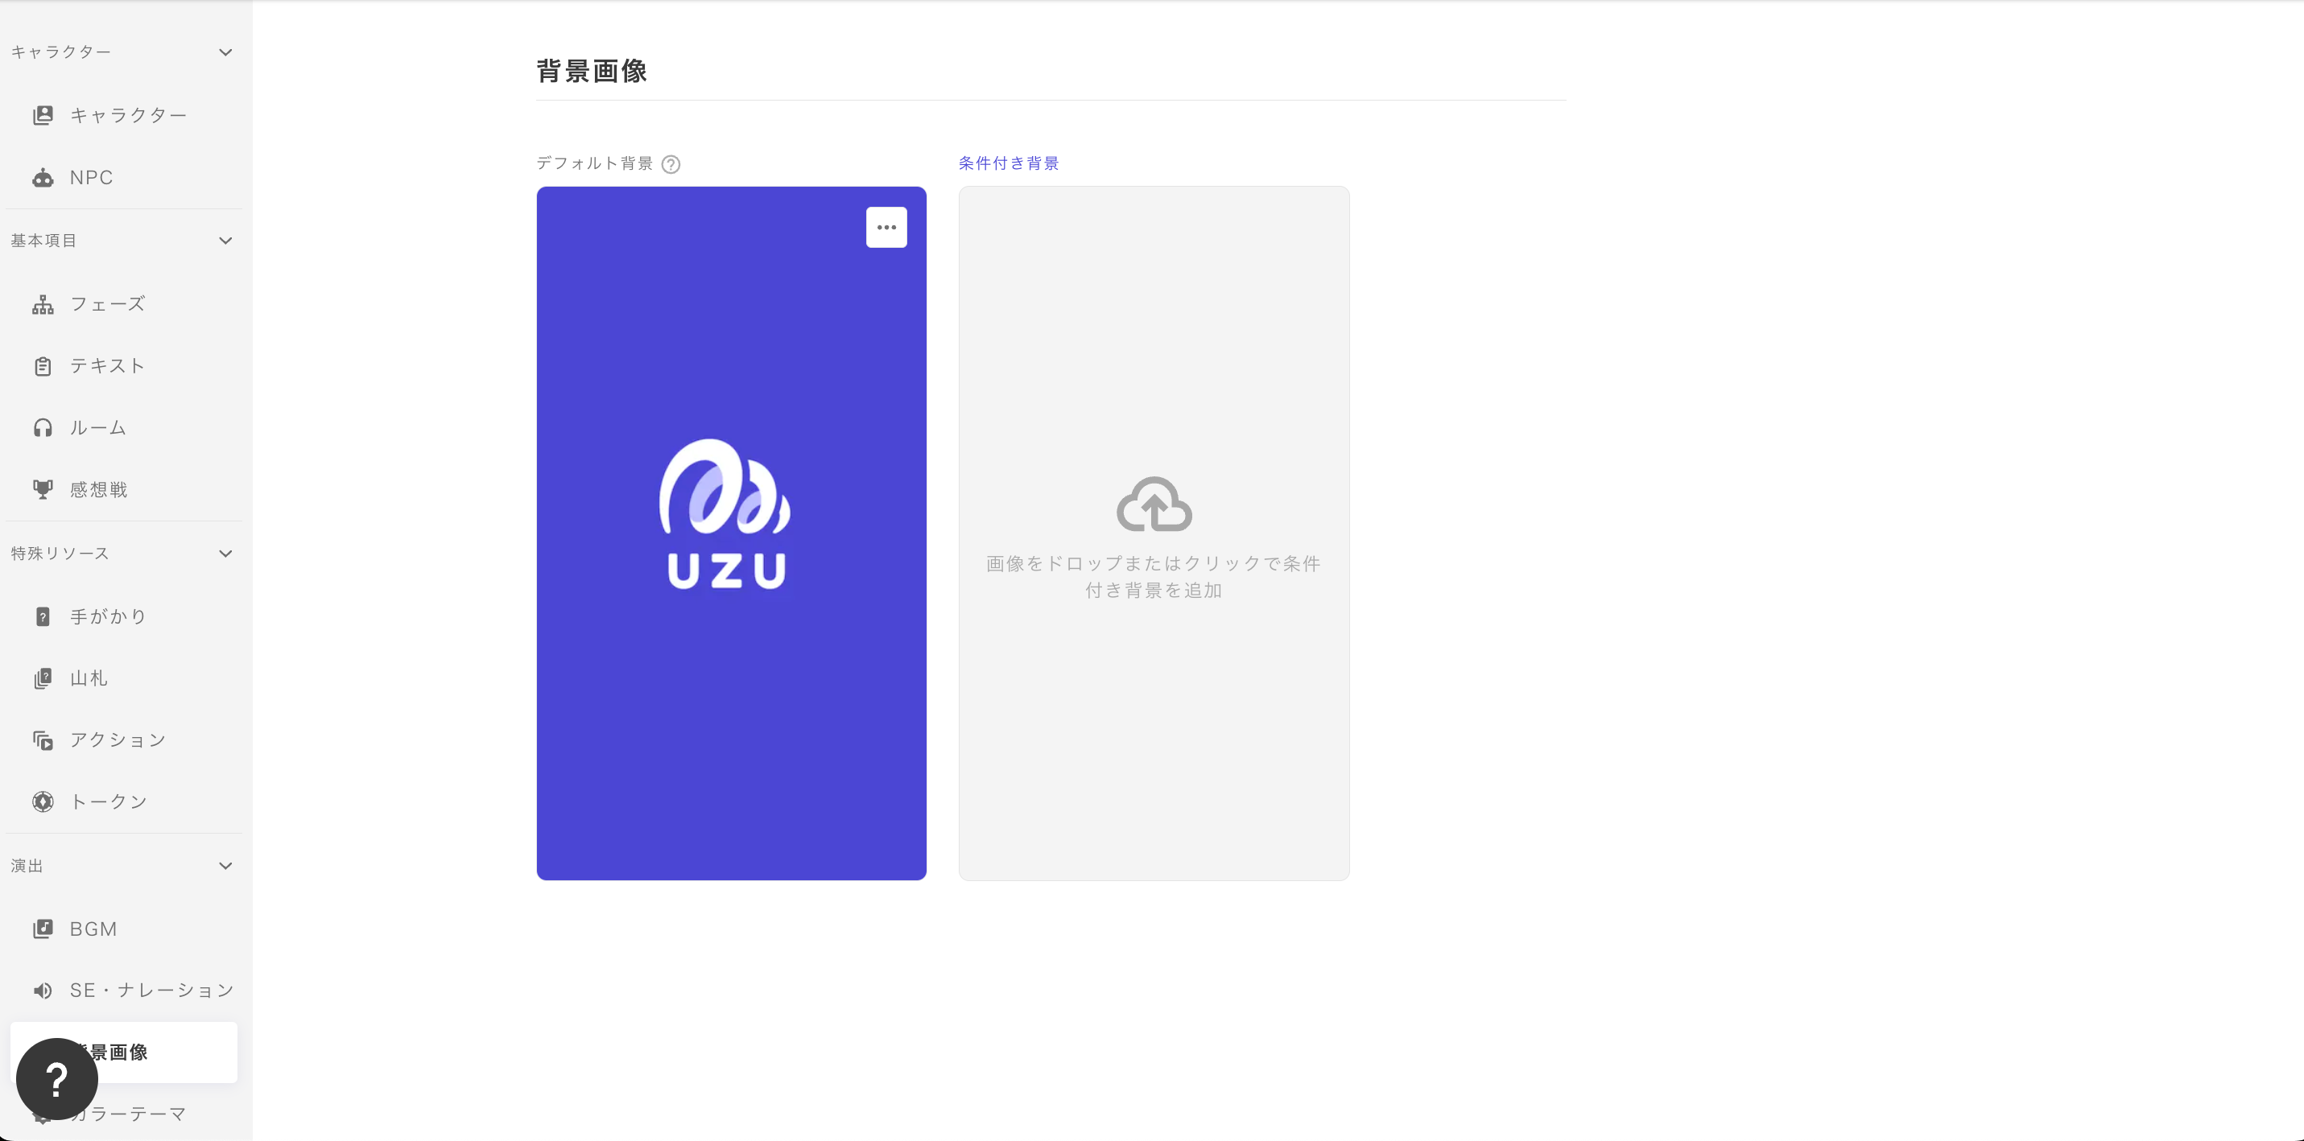 キャラクター
キャラクター
NPC
基本項目
フェーズ
テキスト
ルーム
感想戦
特殊リソース
手がかり
山札
アクション
トークン
演出
BGM
SE・ナレーション
背景画像
カラーテーマ
?
背景画像
デフォルト背景
条件付き背景
UZU
画像をドロップまたはクリックで条件
付き背景を追加